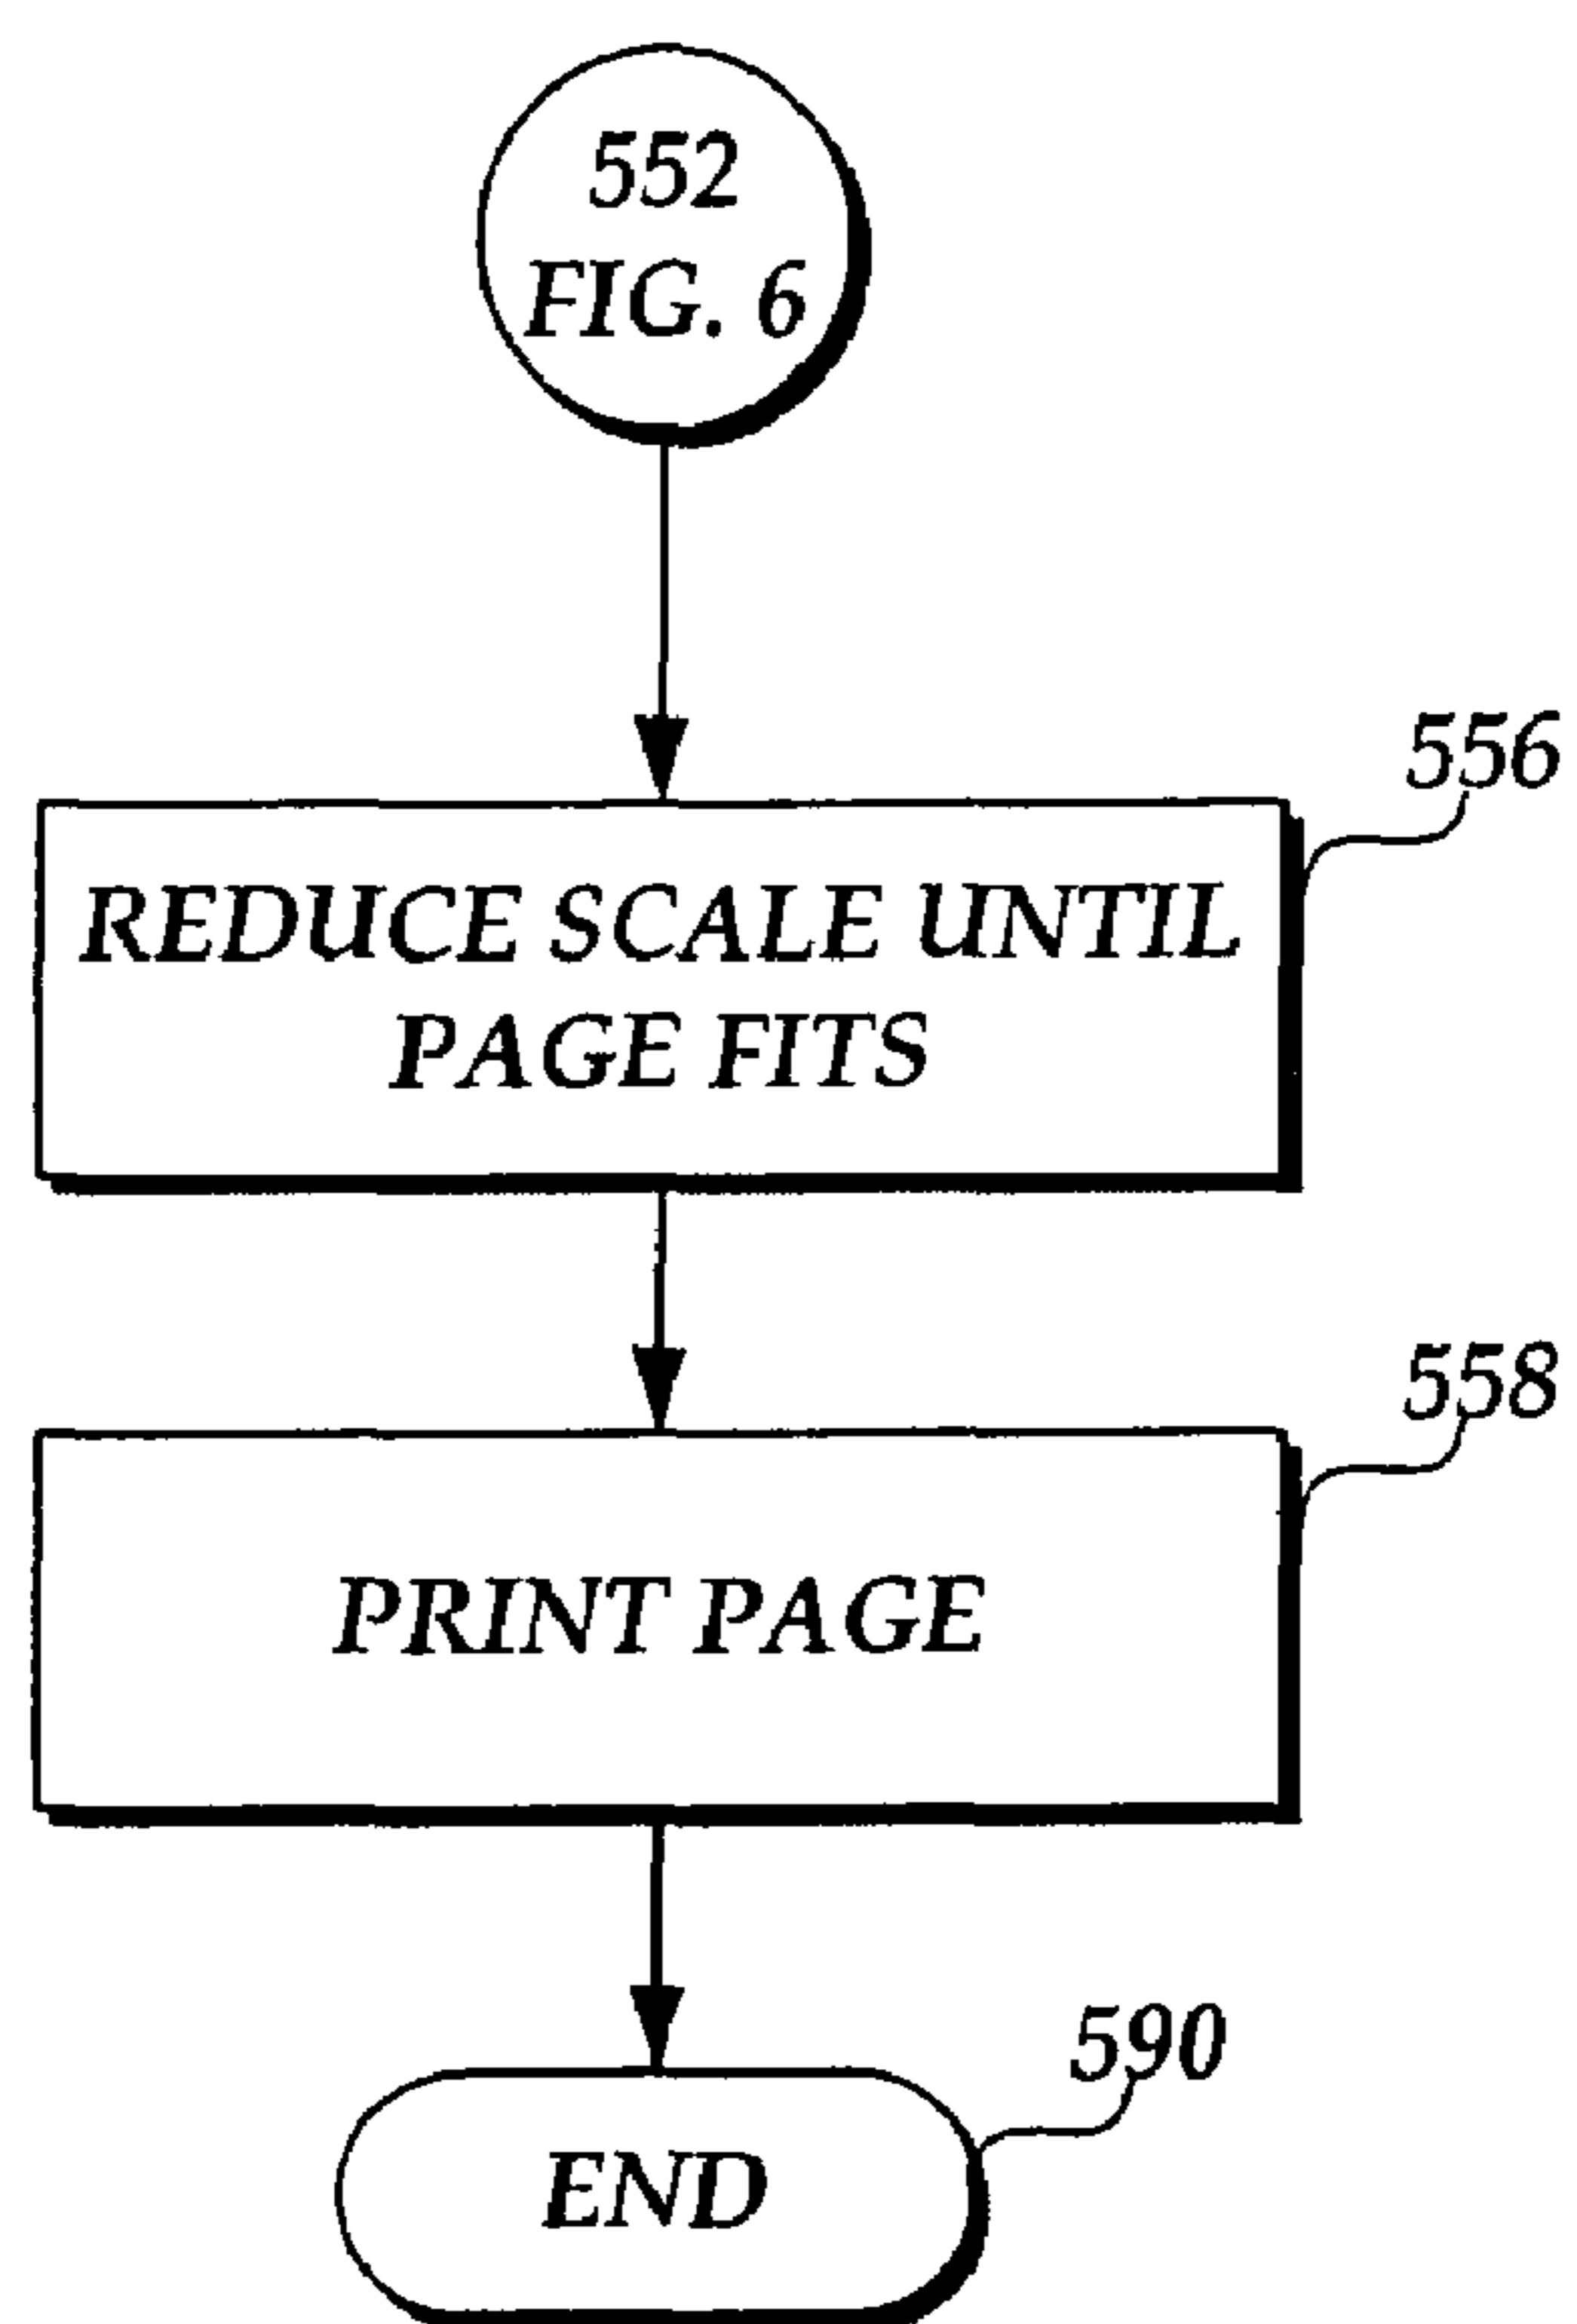 552
FIG. 6
556
REDUCE SCALE UNTIL
PAGE FITS
558
PRINT PAGE
590
END